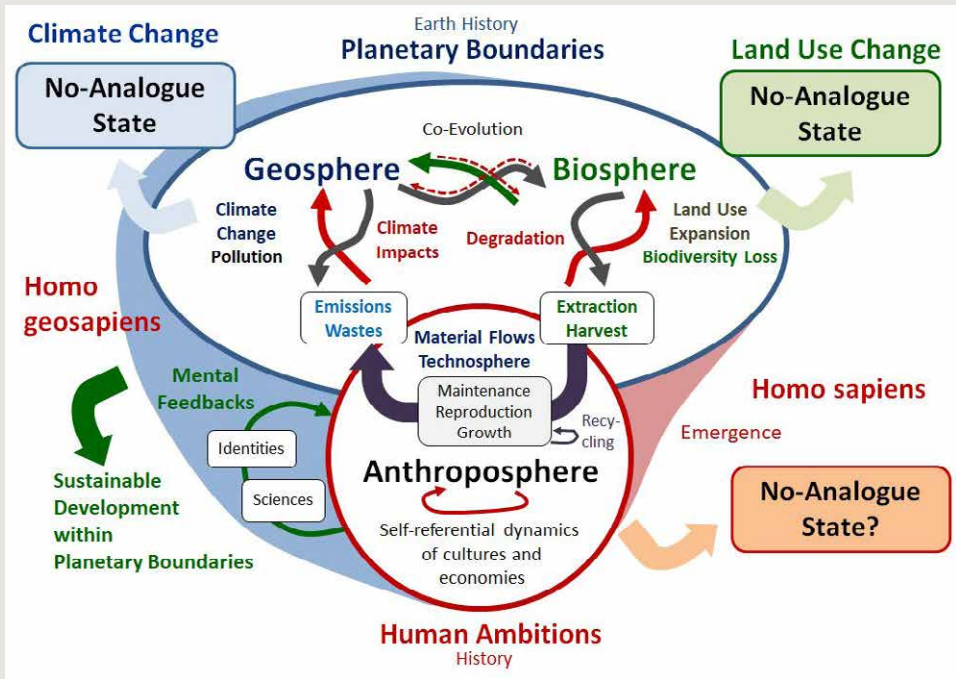 Earth History
Planetary Boundaries
Climate Change
No-Analogue
State
Land Use Change
No-Analogue
State
Co-Evolution
Geosphere
Biosphere
Climate
Change
Pollution
Climate
Impacts
Degradation
Land Use
Expansion
Biodiversity Loss
Homo
geosapiens
Emissions
Wastes
Extraction
Harvest
Material Flows
Technosphere
Mental
Feedbacks
Maintenance
Reproduction
Growth
Recy-
cling
Homo sapiens
Emergence
Identities
Sciences
Anthroposphere
Sustainable
Development
within
Planetary Boundaries
Self-referential dynamics
of cultures and
economies
No-Analogue
State?
Human Ambitions
History